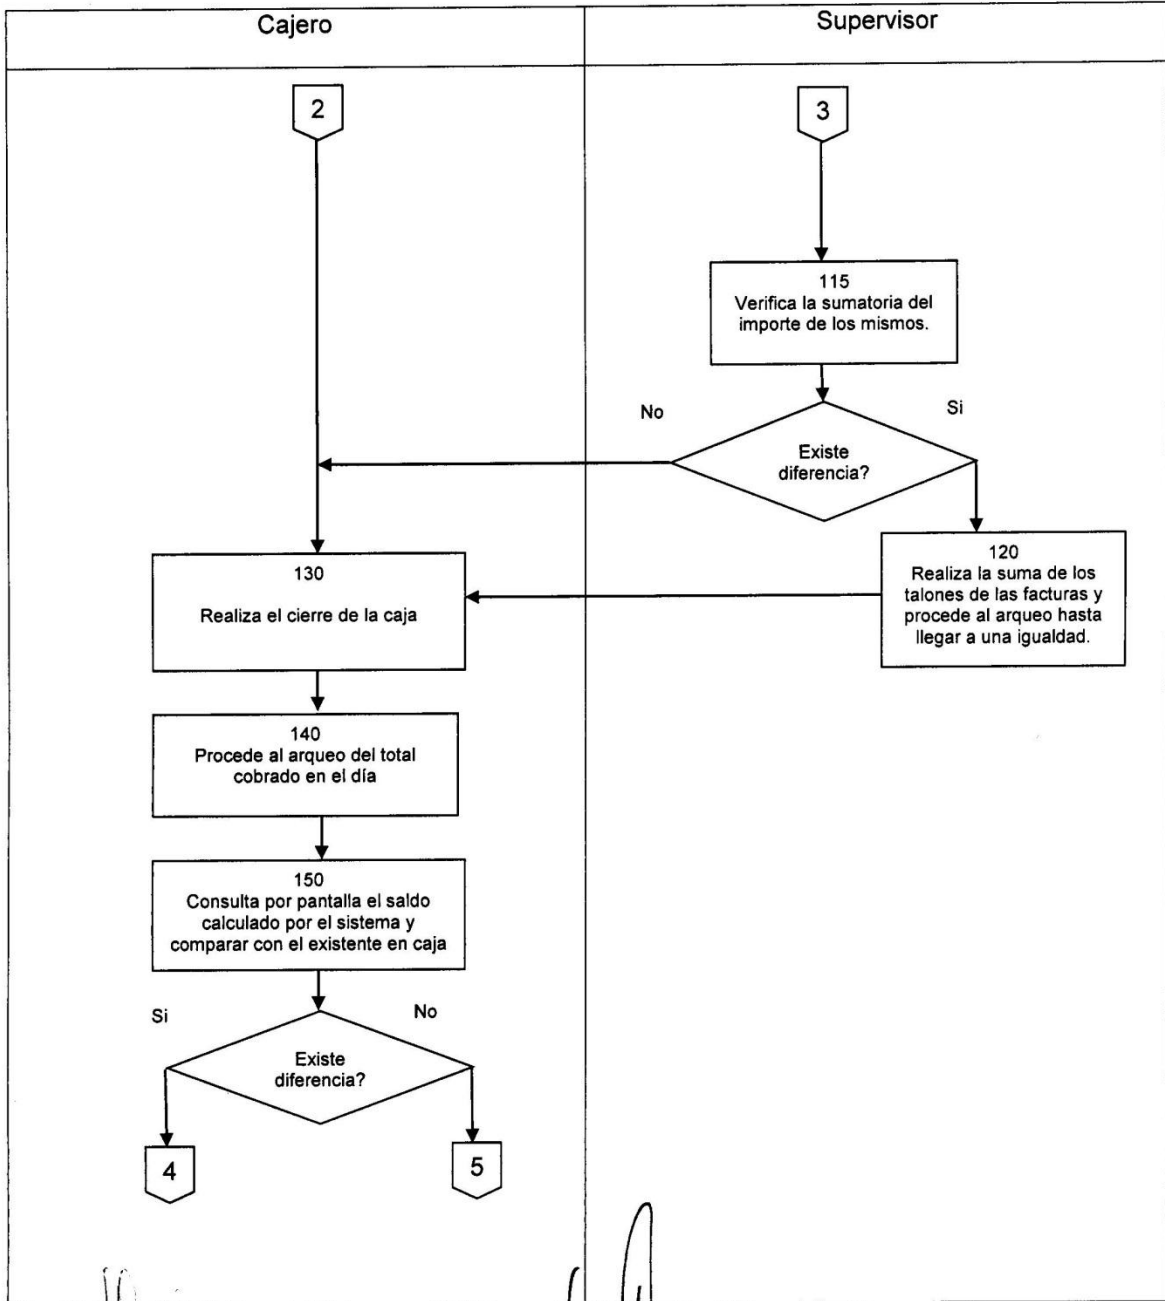 Cajero
Supervisor
2
3
115
Verifica la sumatoria del
importe de los mismos.
No
Si
Existe
diferencia?
120
Realiza la suma de los
talones de las facturas y
procede al arqueo hasta
llegar a una igualdad.
130
Realiza el cierre de la caja
140
Procede al arqueo del total
cobrado en el día
150
Consulta por pantalla el saldo
calculado por el sistema y
comparar con el existente en caja
Si
No
Existe
diferencia?
4
5